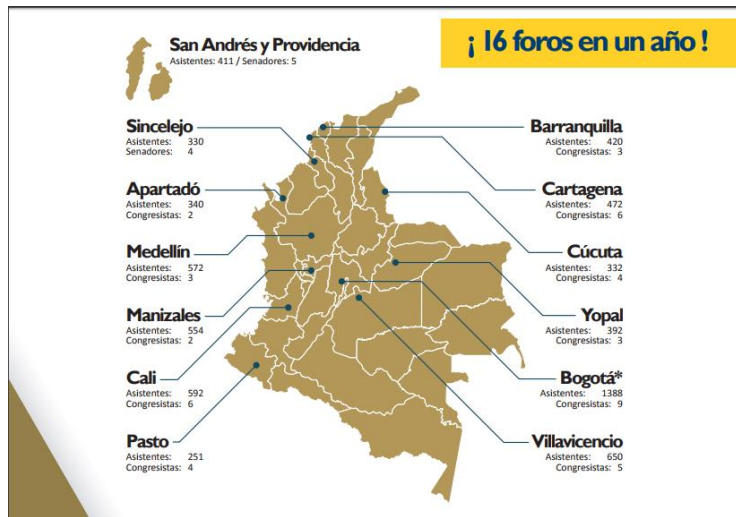 ¡ 16 foros en un año !
San Andrés y Providencia
Asistentes: 411 / Senadores: 5
Sincelejo
Asistentes: 330
Senadores: 4
Apartadó
Asistentes: 340
Congresistas: 2
Medellín
Asistentes: 572
Congresistas: 3
Manizales
Asistentes: 554
Congresistas: 2
Cali
Asistentes: 592
Congresistas: 6
Pasto
Asistentes: 251
Congresistas: 4
Barranquilla
Asistentes: 420
Congresistas: 3
Cartagena
Asistentes: 472
Congresistas: 6
Cúcuta
Asistentes: 332
Congresistas: 4
Yopal
Asistentes: 392
Congresistas: 3
Bogotá*
Asistentes: 1388
Congresistas: 9
Villavicencio
Asistentes: 650
Congresistas: 5